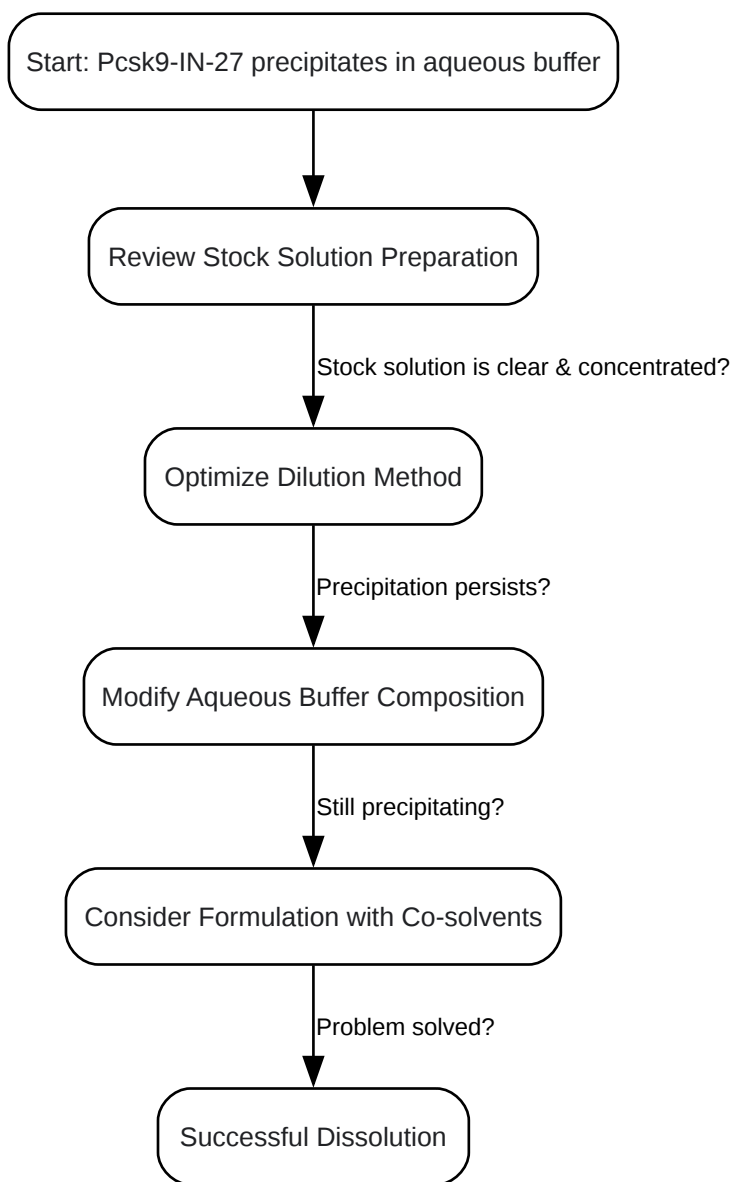 Start: Pcsk9-IN-27 precipitates in aqueous buffer
Review Stock Solution Preparation
Stock solution is clear & concentrated?
Optimize Dilution Method
Precipitation persists?
Modify Aqueous Buffer Composition
Still precipitating?
Consider Formulation with Co-solvents
Problem solved?
Successful Dissolution